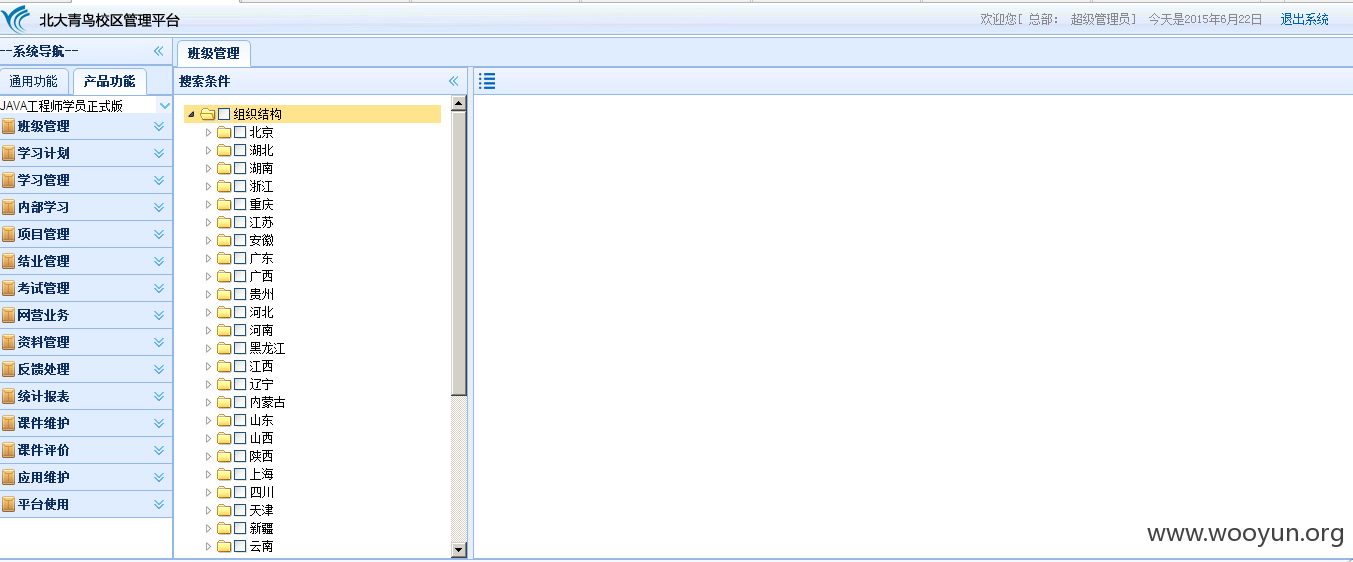 北大青鸟校区管理平台
欢迎您[ 总部: 超级管理员] 今天是2015年6月22日 退出系统
--系统导航--
通用功能 产品功能
JAVA工程师学员正式版
班级管理
学习计划
学习管理
内部学习
项目管理
结业管理
考试管理
网营业务
资料管理
反馈处理
统计报表
课件维护
课件评价
应用维护
平台使用
班级管理
搜索条件
组织结构
北京
湖北
湖南
浙江
重庆
江苏
安徽
广东
广西
贵州
河北
河南
黑龙江
江西
辽宁
内蒙古
山东
山西
陕西
上海
四川
天津
新疆
云南
www.wooyun.org